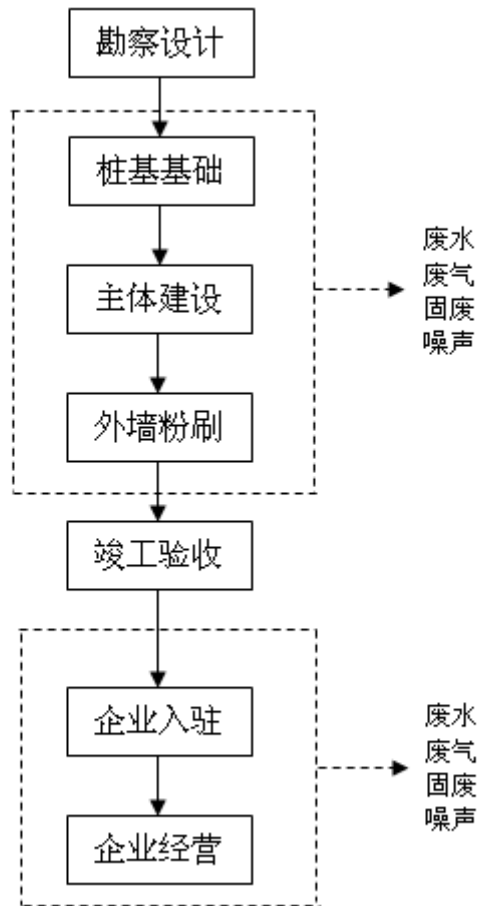 勘察设计
桩基基础
主体建设
外墙粉刷
废水
废气
固废
噪声
竣工验收
企业入驻
企业经营
废水
废气
固废
噪声